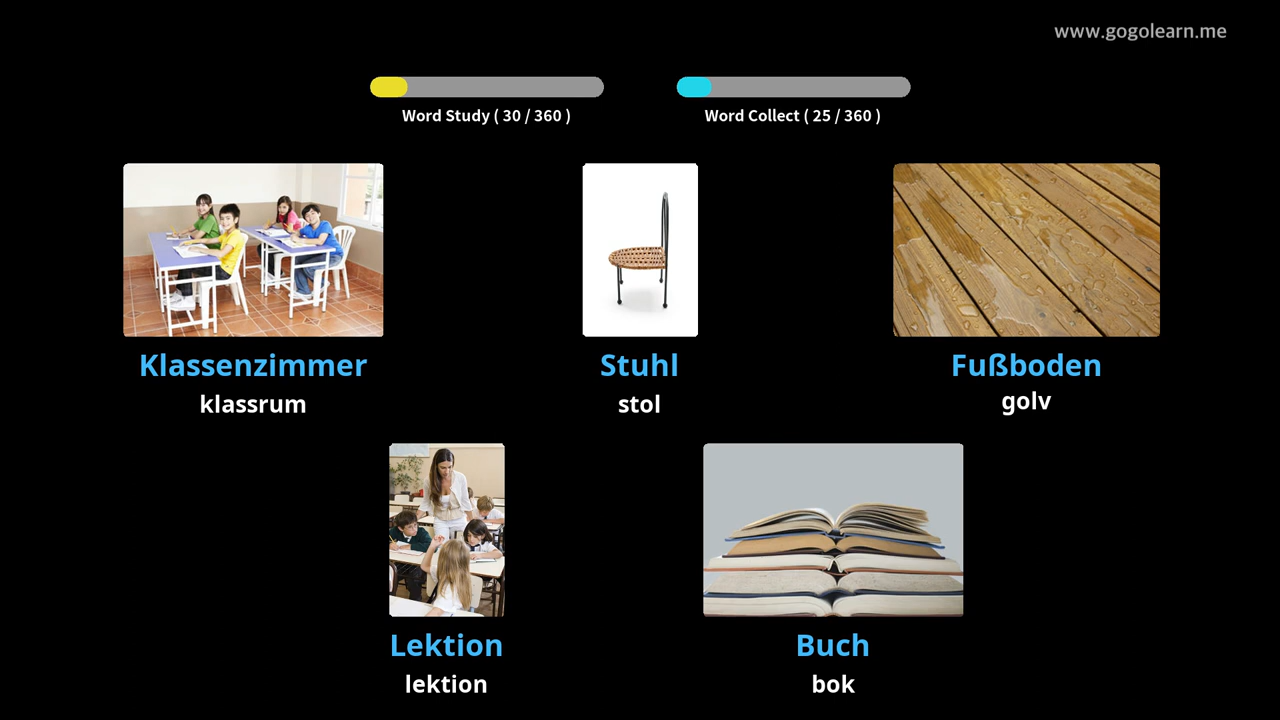 www.gogolearn.me
Word Study ( 30 / 360 )
Word Collect ( 25 / 360 )
Klassenzimmer
klassrum
Stuhl
stol
Fußboden
golv
Lektion
lektion
Buch
bok